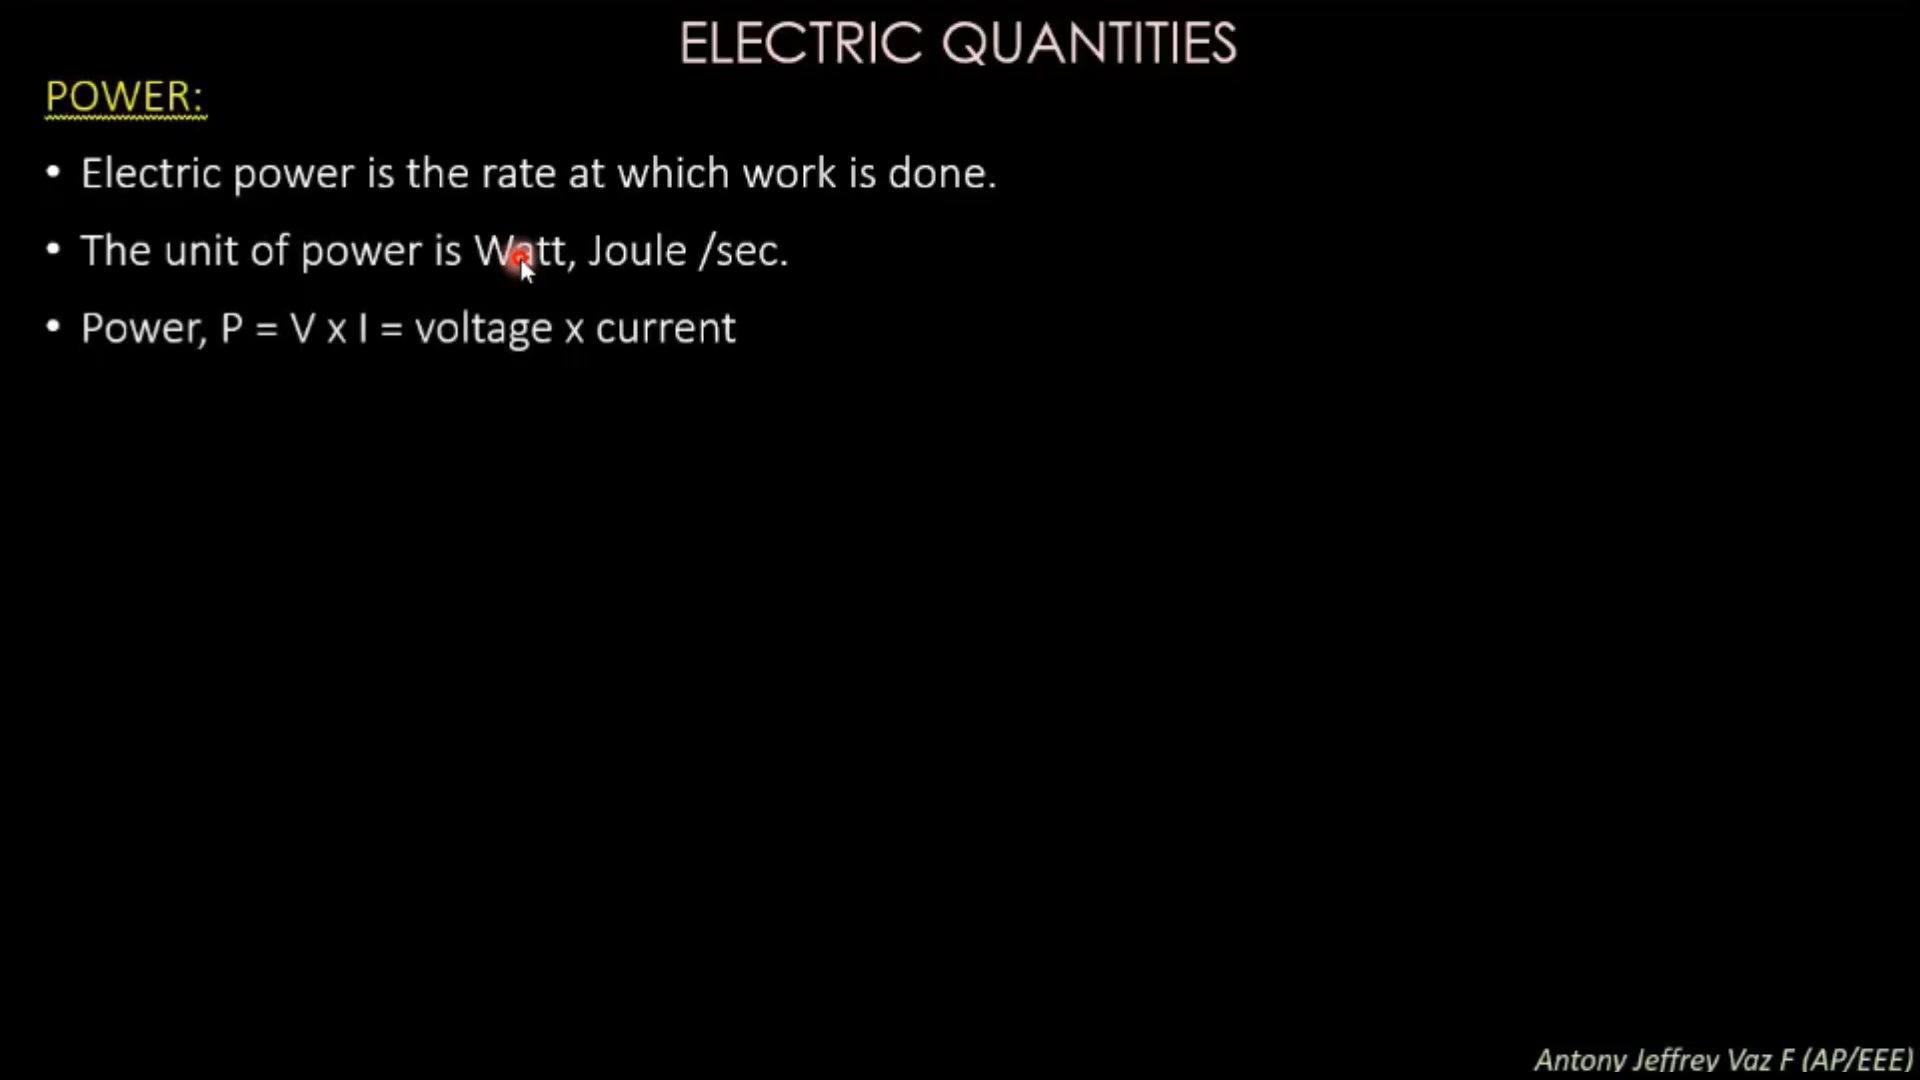 ELECTRIC QUANTITIES
POWER:
• Electric power is the rate at which work is done.
• The unit of power is Watt, Joule /sec.
• Power, P = V x I = voltage x current
Antony Jeffrey Vaz F (AP/EEE)